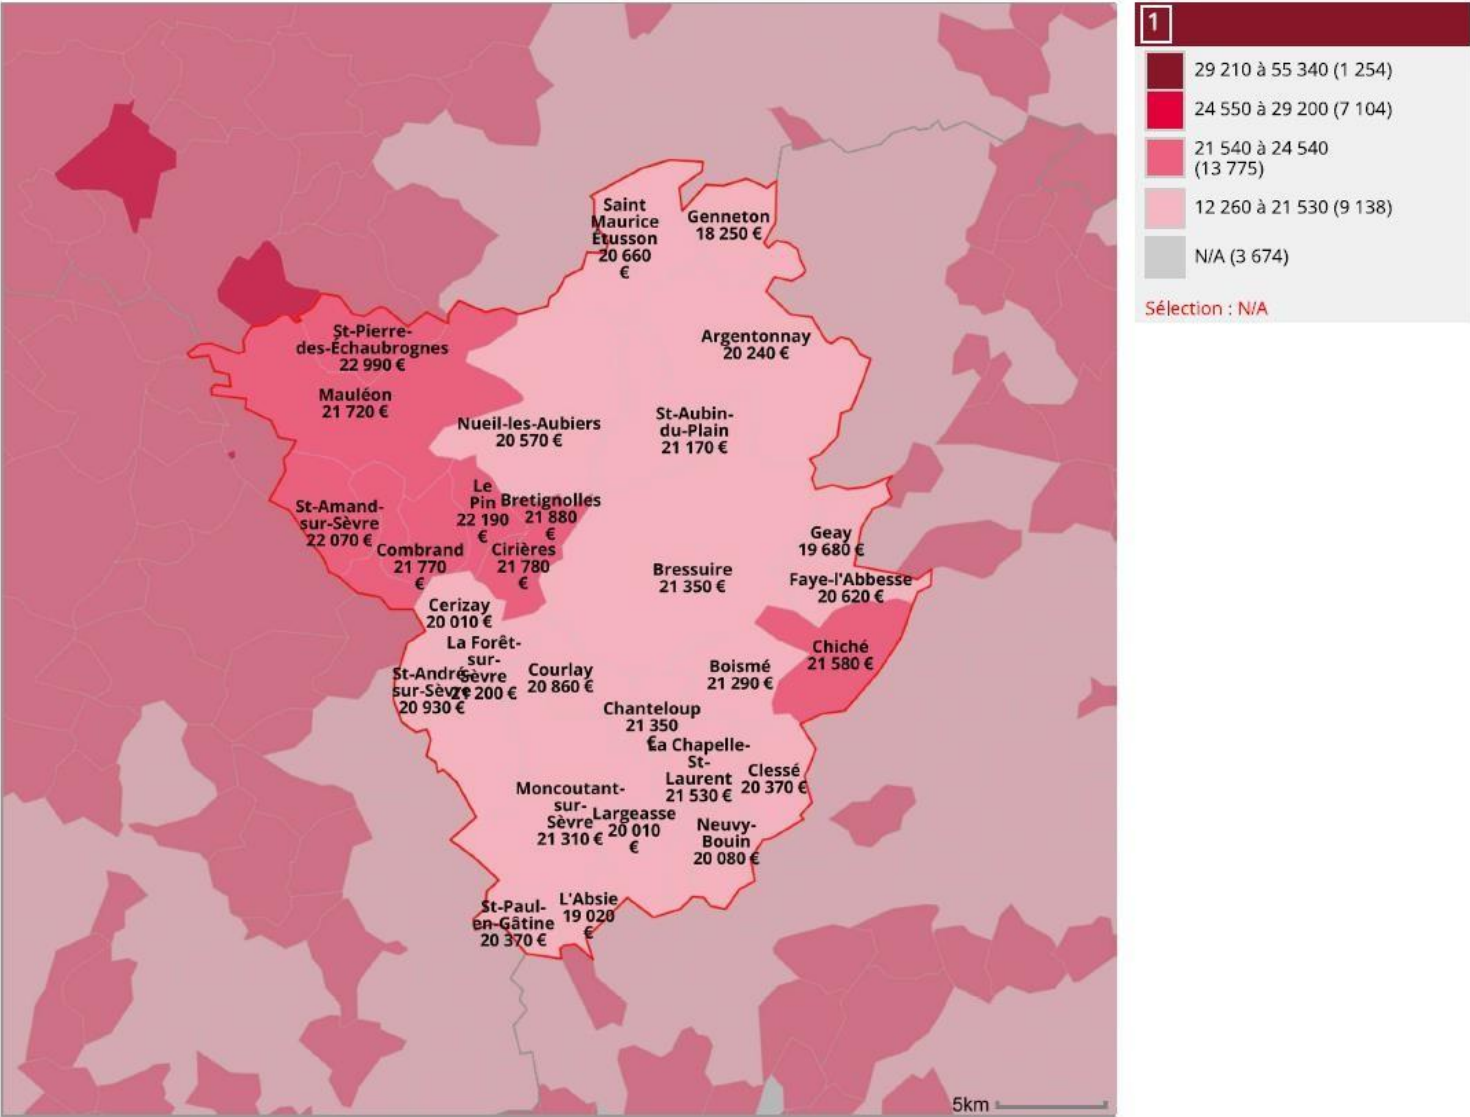 1
29 210 à 55 340 (1 254)
24 550 à 29 200 (7 104)
21 540 à 24 540
(13 775)
12 260 à 21 530 (9 138)
N/A (3 674)
Sélection : N/A
Saint
Maurice
Étusson
20 660
€
Genneton
18 250 €
St-Pierre-
des-Échaubrognes
22 990 €
Argentonnay
20 240 €
Mauléon
21 720 €
Nueil-les-Aubiers
20 570 €
St-Aubin-
du-Plain
21 170 €
St-Amand-
sur-Sèvre
22 070 €
Le
Pin
22 190
€
Bretignolles
21 880
€
Combrand
21 770
€
Cirières
21 780
€
Geay
19 680 €
Bressuire
21 350 €
Faye-l'Abbesse
20 620 €
Cerizay
20 010 €
La Forêt-
sur-
Sèvre
21 200 €
St-André-
sur-Sèvre
20 930 €
Courlay
20 860 €
Boismé
21 290 €
Chiché
21 580 €
Chanteloup
21 350
€
La Chapelle-
St-
Laurent
21 530 €
Clessé
20 370 €
Moncoutant-
sur-
Sèvre
21 310 €
Largeasse
20 010
€
Neuvy-
Bouin
20 080 €
St-Paul-
en-Gâtine
20 370 €
L'Absie
19 020
€
5km